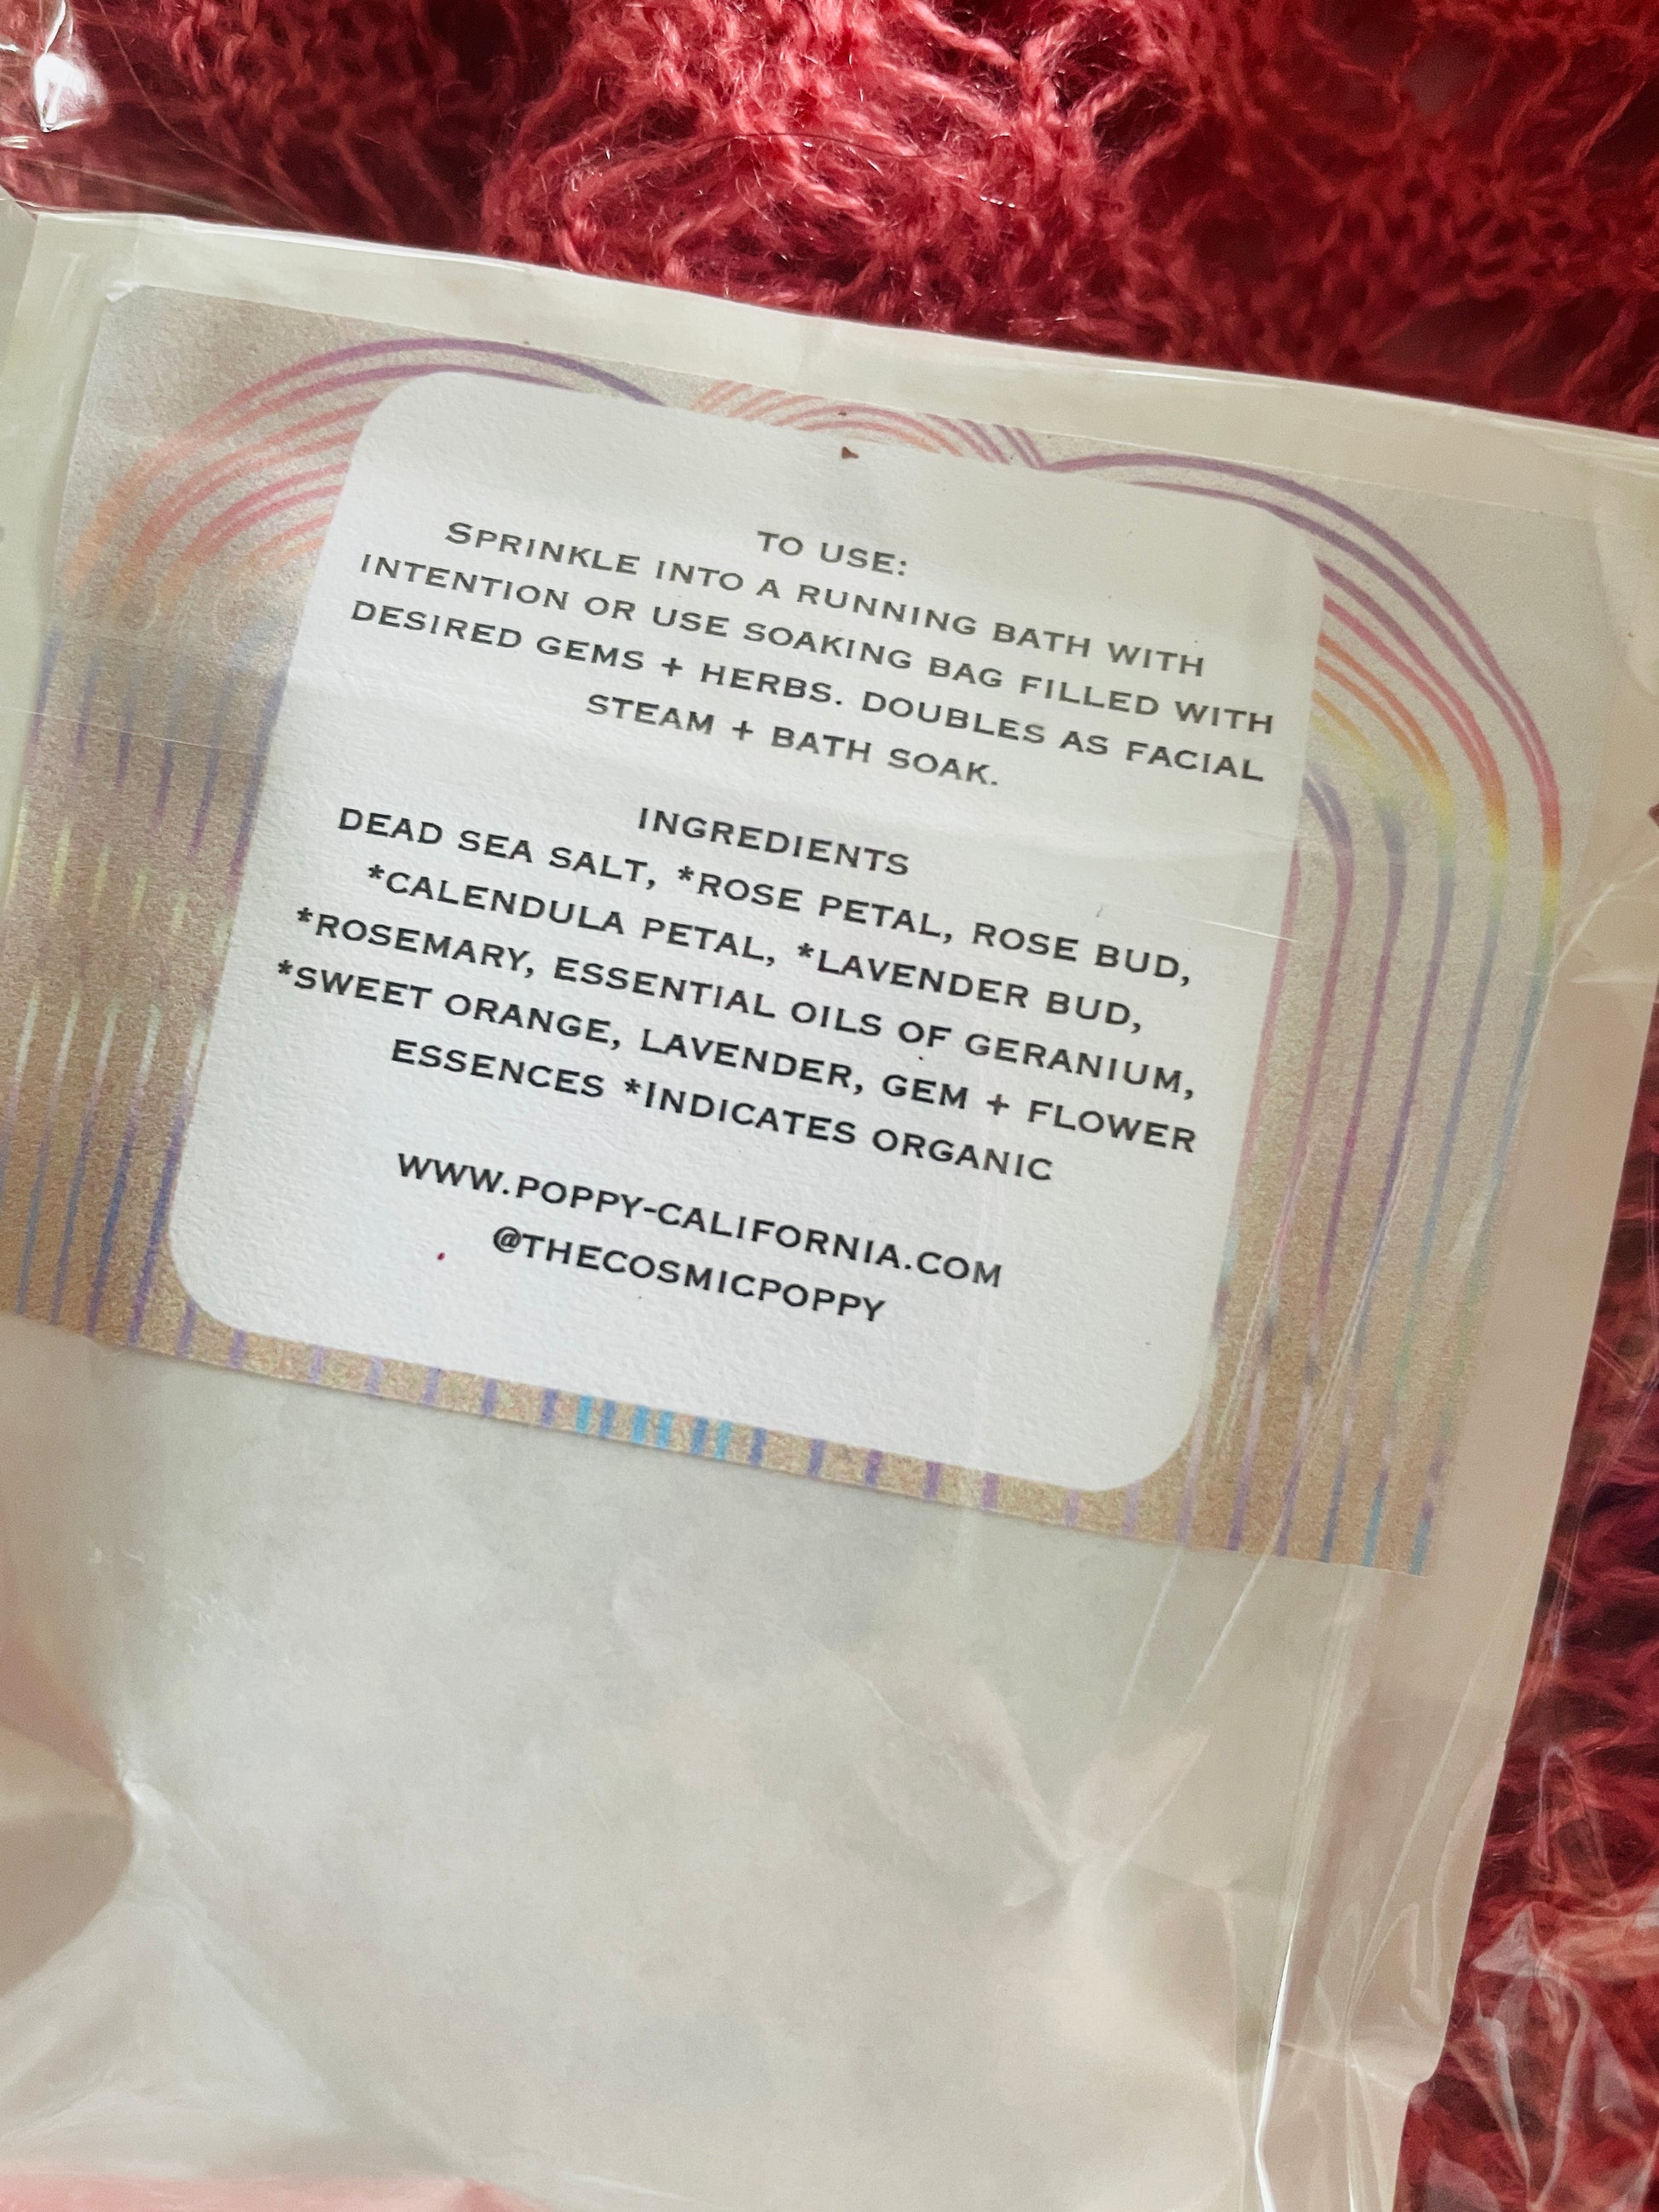 TO USE:
SPRINKLE INTO A RUNNING BATH WITH
INTENTION OR USE SOAKING BAG FILLED WITH
DESIRED GEMS + HERBS. DOUBLES AS FACIAL
STEAM + BATH SOAK.
INGREDIENTS
DEAD SEA SALT, *ROSE PETAL, ROSE BUD,
*CALENDULA PETAL, *LAVENDER BUD,
*ROSEMARY, ESSENTIAL OILS OF GERANIUM,
*SWEET ORANGE, LAVENDER, GEM + FLOWER
ESSENCES *INDICATES ORGANIC
WWW.POPPY-CALIFORNIA.COM
@THECOSMICPOPPY